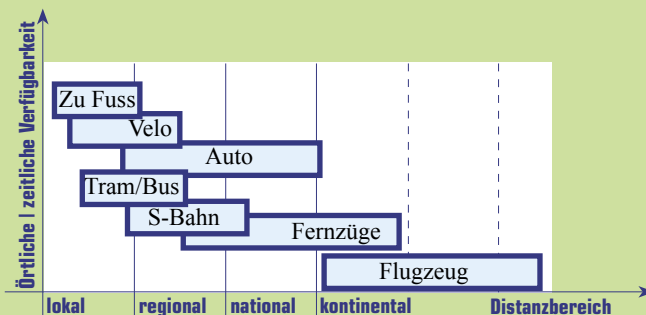 Örtliche | zeitliche Verfügbarkeit
Zu Fuss
Velo
Auto
Tram/Bus
S-Bahn
Fernzüge
Flugzeug
lokal regional national kontinental Distanzbereich